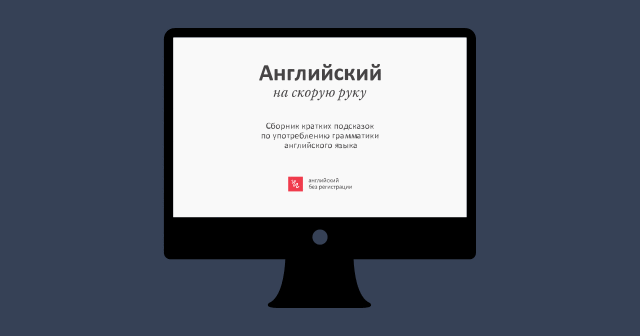 Английский
на скорую руку
Сборник кратких подсказок
по употреблению грамматики
английского языка
английский
без регистрации